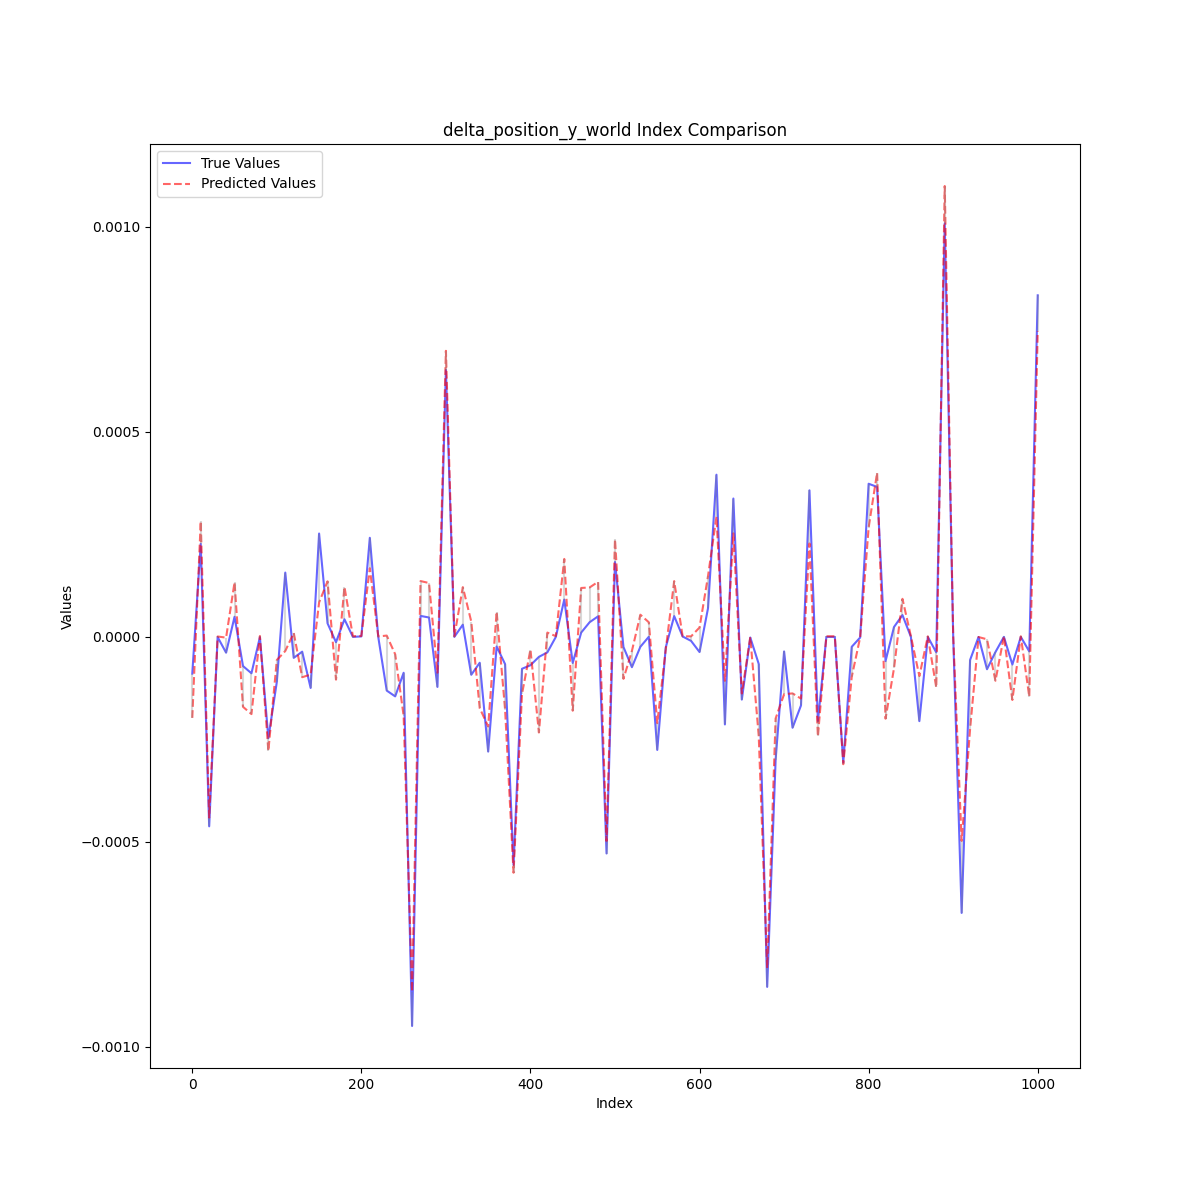 delta_position_y_world Index Comparison
True Values
Predicted Values
0.0010
0.0005
0.0000
−0.0005
−0.0010
Values
0 200 400 600 800 1000
Index